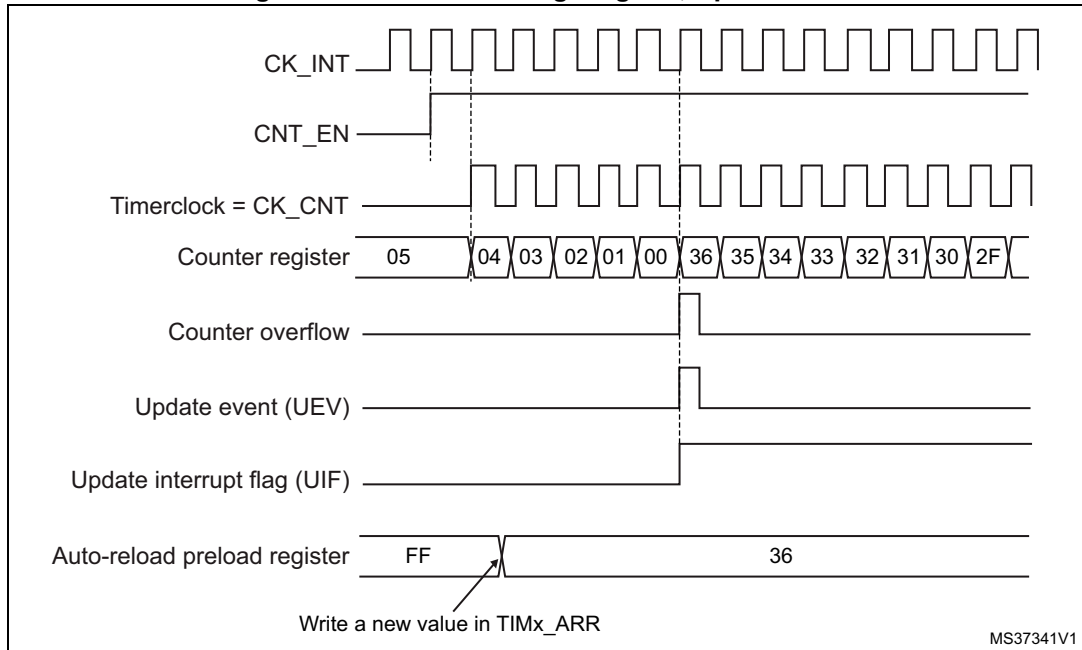 CK_INT
CNT_EN
Timerclock = CK_CNT
Counter register 05 04 03 02 01 00 36 35 34 33 32 31 30 2F
Counter overflow
Update event (UEV)
Update interrupt flag (UIF)
Auto-reload preload register FF 36
Write a new value in TIMx_ARR
MS37341V1